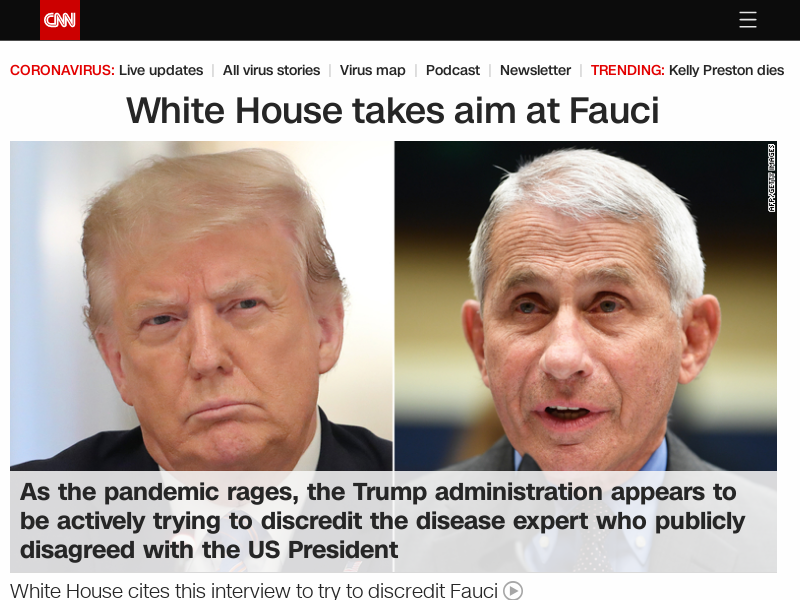 CNN
CORONAVIRUS: Live updates | All virus stories | Virus map | Podcast | Newsletter | TRENDING: Kelly Preston dies
White House takes aim at Fauci
AFP/GETTY IMAGES
As the pandemic rages, the Trump administration appears to
be actively trying to discredit the disease expert who publicly
disagreed with the US President
White House cites this interview to try to discredit Fauci